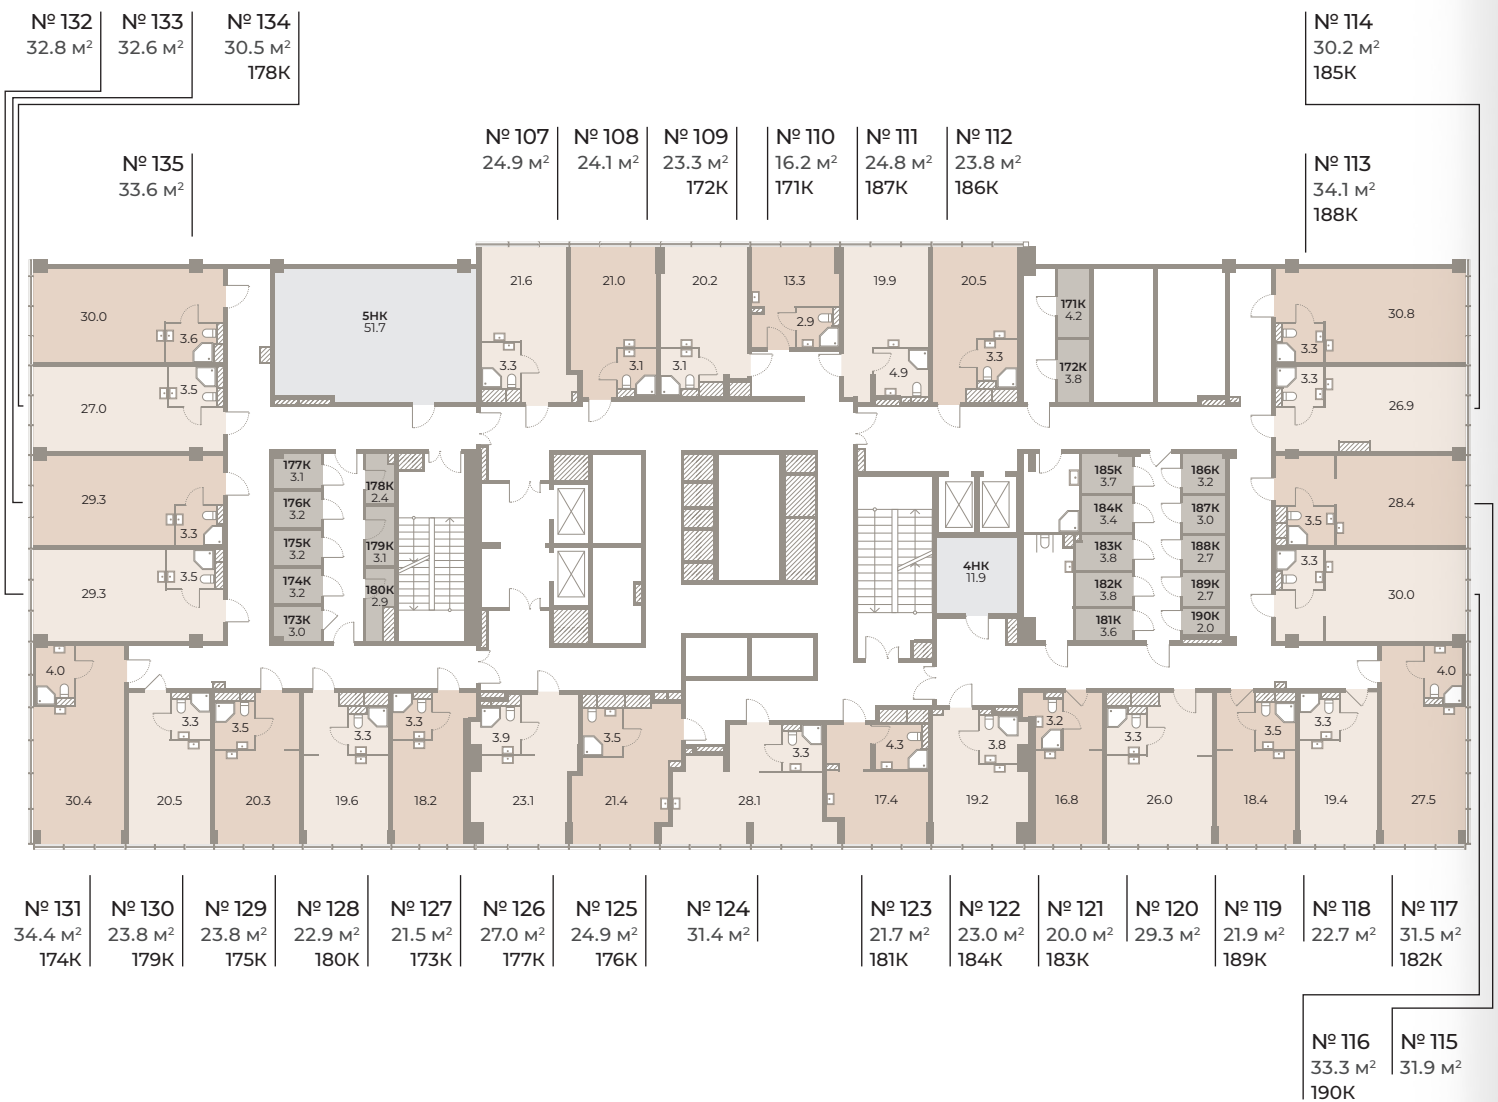 № 132
32.8 м²
№ 133
32.6 м²
№ 134
30.5 м²
178К
№ 114
30.2 м²
185К
№ 135
33.6 м²
№ 107
24.9 м²
№ 108
24.1 м²
№ 109
23.3 м²
172К
№ 110
16.2 м²
171К
№ 111
24.8 м²
187К
№ 112
23.8 м²
186К
№ 113
34.1 м²
188К
30.0
3.6
5НК
51.7
21.6
3.3
21.0
3.1
20.2
3.1
13.3
2.9
19.9
4.9
20.5
3.3
171К
4.2
172К
3.8
30.8
3.3
27.0
3.5
3.3
26.9
29.3
3.3
177К
3.1
176К
3.2
175К
3.2
174К
3.2
173К
3.0
178К
2.4
179К
3.1
180К
2.9
4НК
11.9
185К
3.7
184К
3.4
183К
3.8
182К
3.8
181К
3.6
186К
3.2
187К
3.0
188К
2.7
189К
2.7
190К
2.0
28.4
3.5
29.3
3.5
3.3
30.0
4.0
30.4
3.3
20.5
3.5
20.3
3.3
19.6
3.3
18.2
3.9
23.1
3.5
21.4
3.3
28.1
4.3
17.4
3.8
19.2
3.2
16.8
3.3
26.0
3.5
18.4
3.3
19.4
4.0
27.5
№ 131
34.4 м²
174К
№ 130
23.8 м²
179К
№ 129
23.8 м²
175К
№ 128
22.9 м²
180К
№ 127
21.5 м²
173К
№ 126
27.0 м²
177К
№ 125
24.9 м²
176К
№ 124
31.4 м²
№ 123
21.7 м²
181К
№ 122
23.0 м²
184К
№ 121
20.0 м²
183К
№ 120
29.3 м²
№ 119
21.9 м²
189К
№ 118
22.7 м²
№ 117
31.5 м²
182К
№ 116
33.3 м²
190К
№ 115
31.9 м²